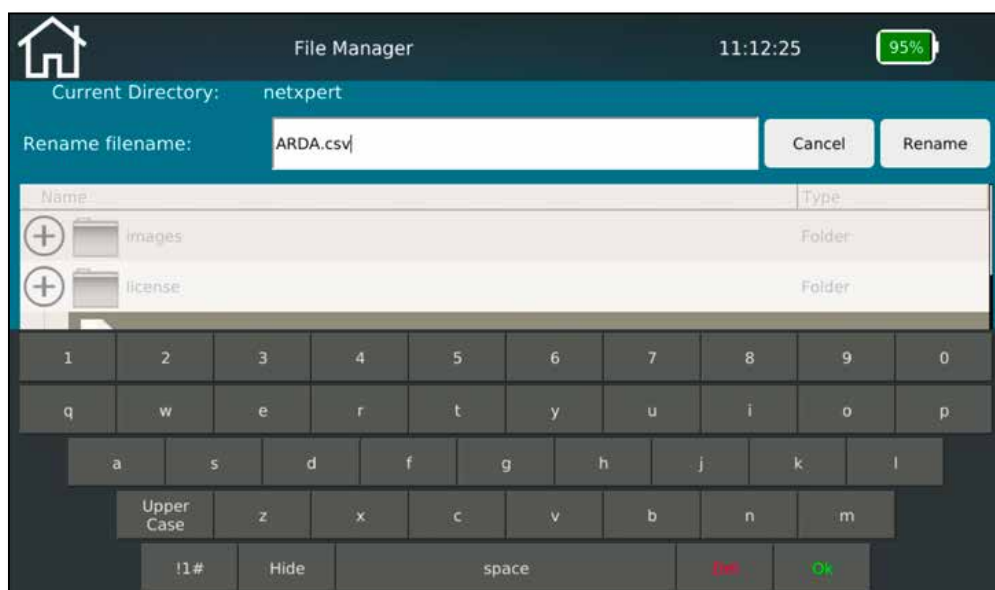 File Manager 11:12:25 95%
Current Directory: netxpert
Rename filename: ARDA.csv Cancel Rename
Name Type
images Folder
license Folder
1 2 3 4 5 6 7 8 9 0
q w e r t y u i o p
a s d f g h j k l
Upper
Case z x c v b n m
!1# Hide space Del Ok